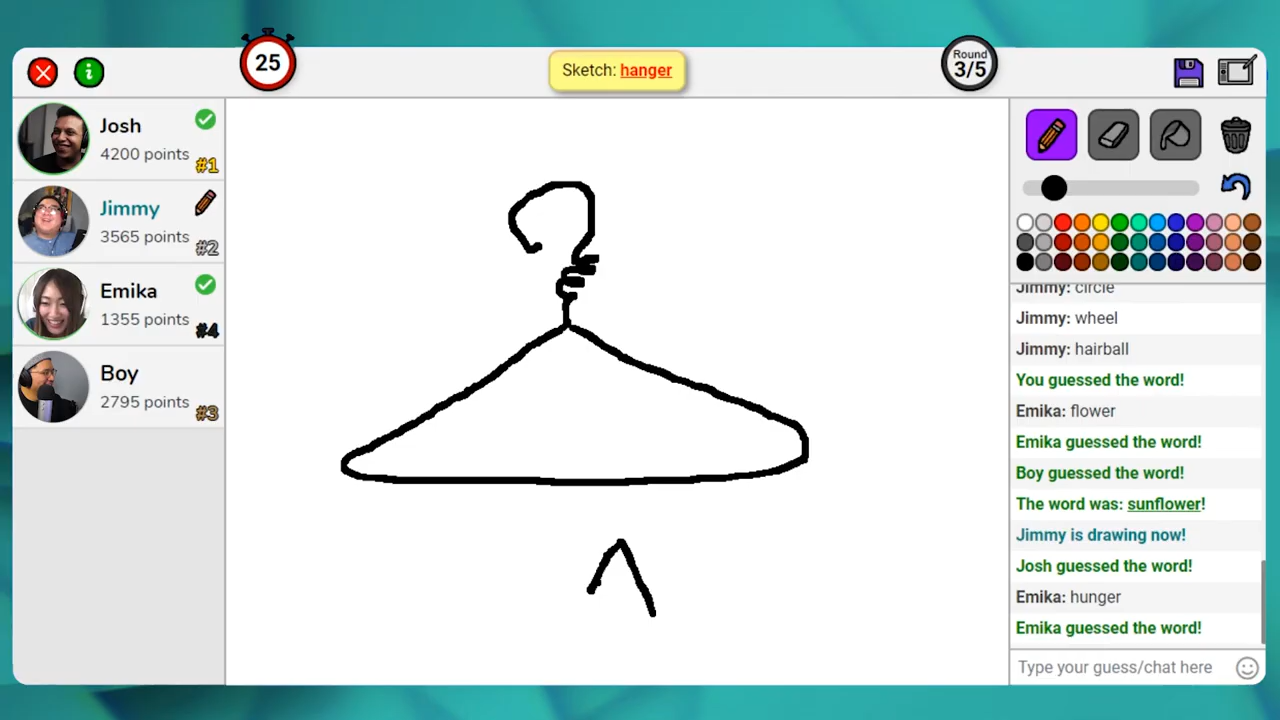 25
Sketch: hanger
Round
3/5
Josh
4200 points
#1
Jimmy
3565 points
#2
Emika
1355 points
#4
Boy
2795 points
#3
Jimmy: circle
Jimmy: wheel
Jimmy: hairball
You guessed the word!
Emika: flower
Emika guessed the word!
Boy guessed the word!
The word was: sunflower!
Jimmy is drawing now!
Josh guessed the word!
Emika: hunger
Emika guessed the word!
Type your guess/chat here